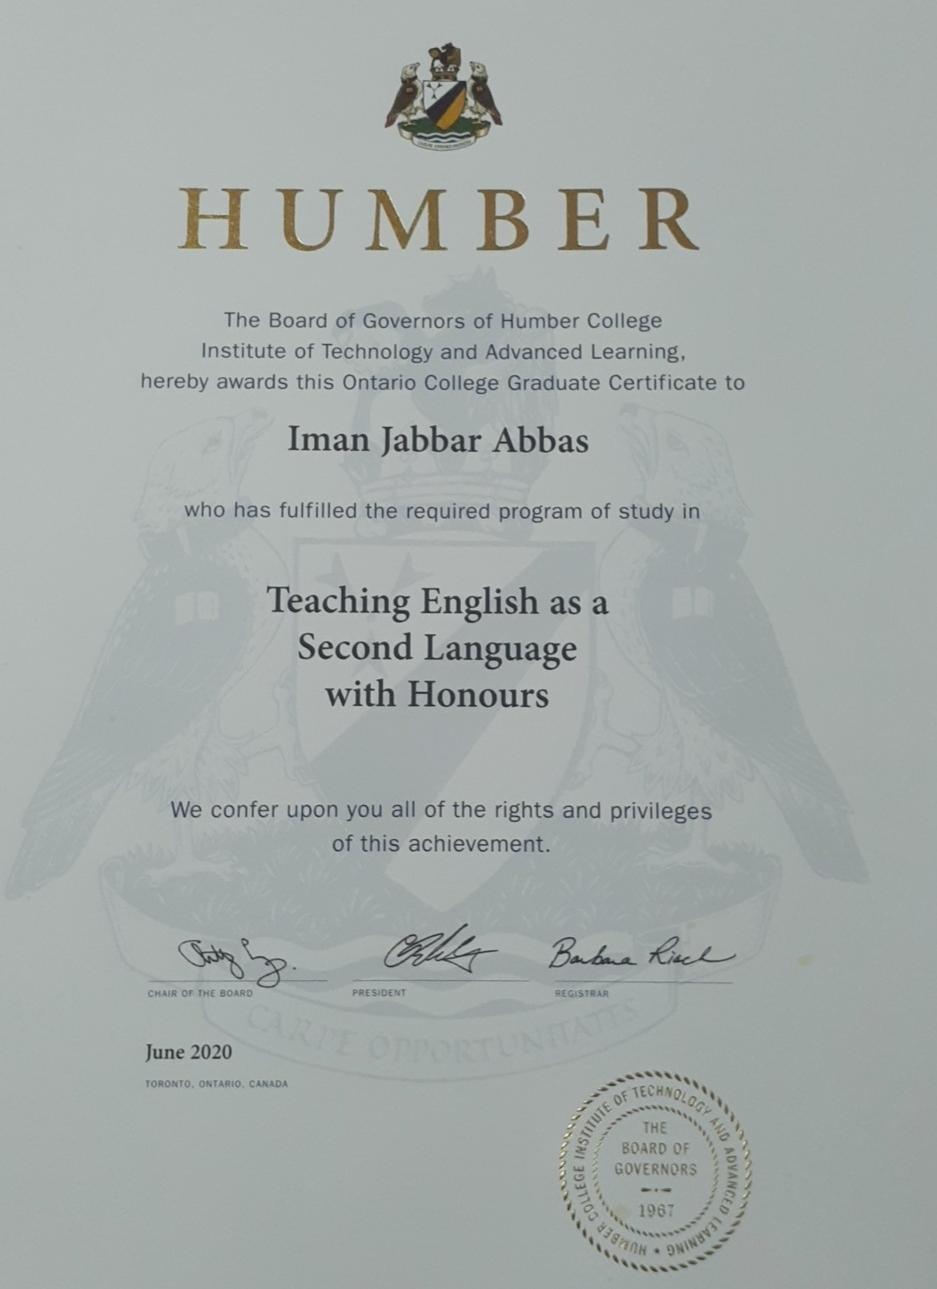 HUMBER
The Board of Governors of Humber College
Institute of Technology and Advanced Learning,
hereby awards this Ontario College Graduate Certificate to
Iman Jabbar Abbas
who has fulfilled the required program of study in
Teaching English as a
Second Language
with Honours
We confer upon you all of the rights and privileges
of this achievement.
Barbara
CHAIR OF THE BOARD
PRESIDENT
REGISTRAR
CARPE OPPORTUNITATIS
June 2020
TORONTO, ONTARIO, CANADA
HUMBER COLLEGE INSTITUTE OF TECHNOLOGY AND ADVANCED LEARNING
THE
BOARD OF
GOVERNORS
1967